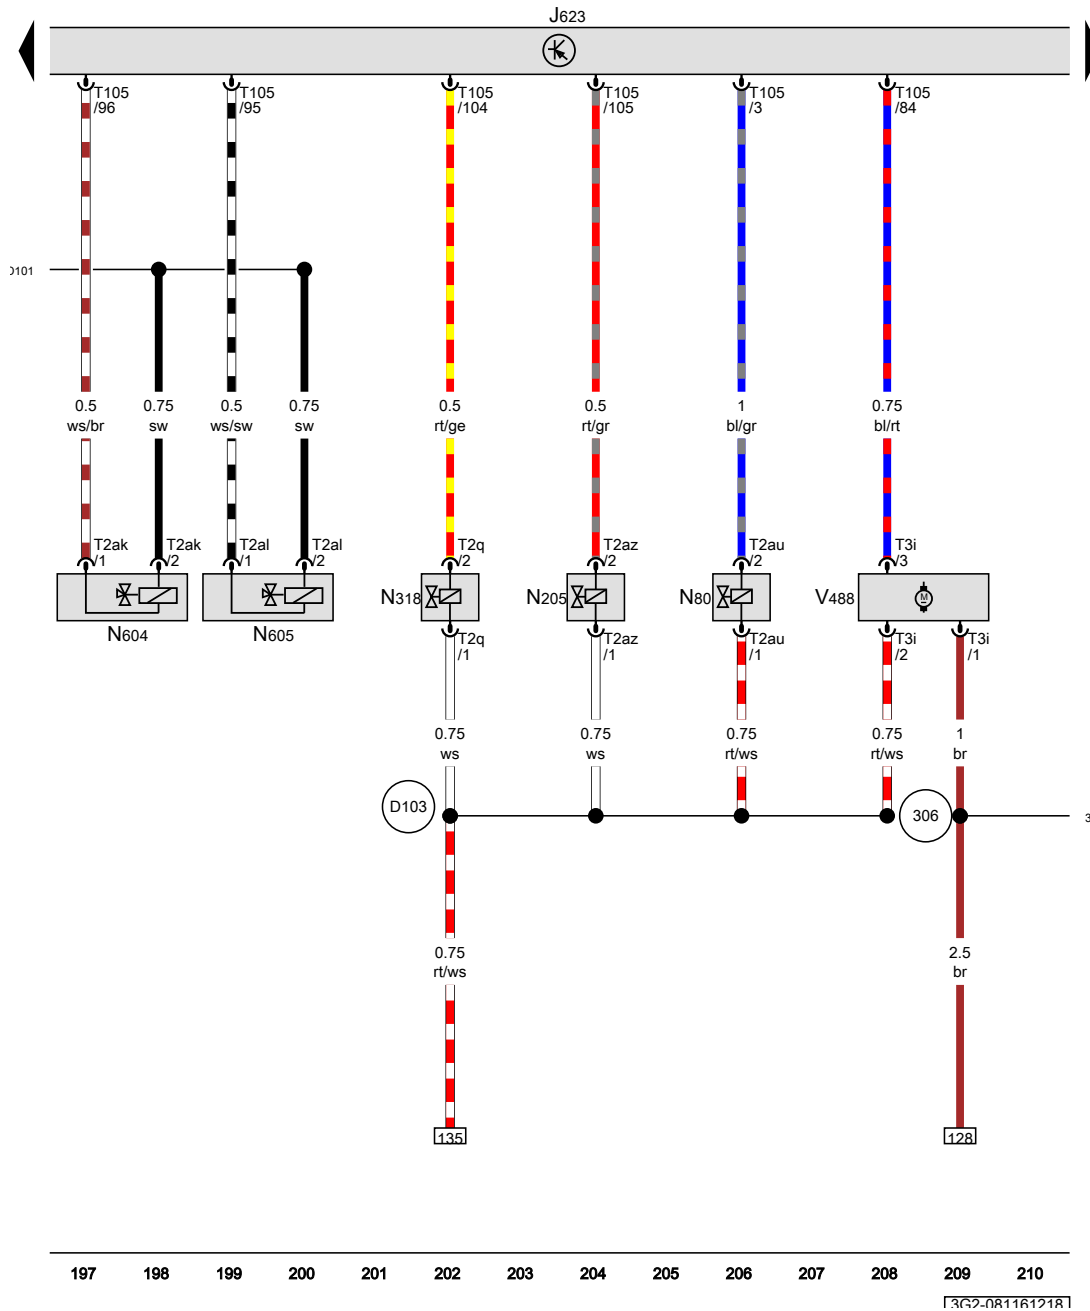 J623
T105 T105 T105 T105 T105 T105
/96 /95 /104 /105 /3 /84
0.5 0.75 0.5 0.75 0.5 0.5 1 0.75
ws/br sw ws/sw sw rt/ge rt/gr bl/gr bl/rt
T2ak T2ak T2al T2al T2q T2az T2au T3i
/1 /2 /1 /2 /2 /2 /2 /3
N318 N205 N80 V488 M
N604 N605
T2q T2az T2au T3i T3i
/1 /1 /1 /2 /1
0.75 0.75 0.75 0.75 1
ws ws rt/ws rt/ws br
D103 306
0.75 2.5
rt/ws br
135 128
197 198 199 200 201 202 203 204 205 206 207 208 209 210
3G2-081161218